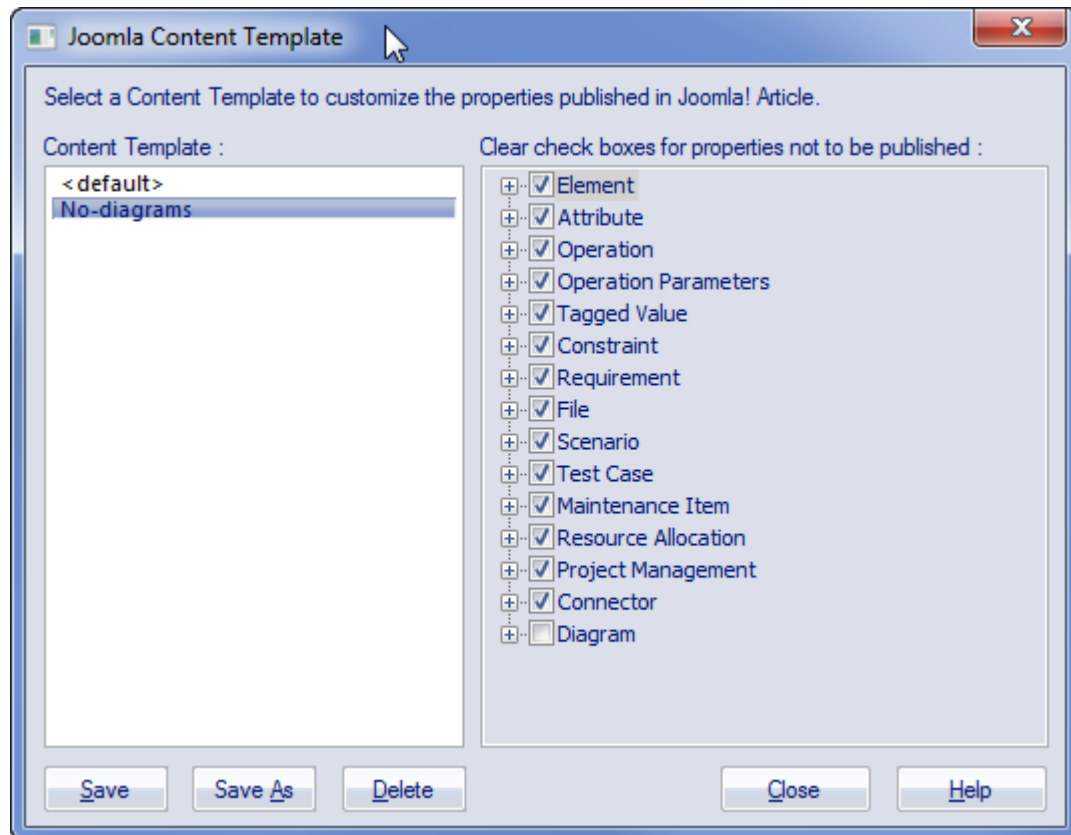 Joomla Content Template
Select a Content Template to customize the properties published in Joomla! Article.
Content Template :
Clear check boxes for properties not to be published :
<default>
No-diagrams
Element
Attribute
Operation
Operation Parameters
Tagged Value
Constraint
Requirement
File
Scenario
Test Case
Maintenance Item
Resource Allocation
Project Management
Connector
Diagram
Save
Save As
Delete
Close
Help